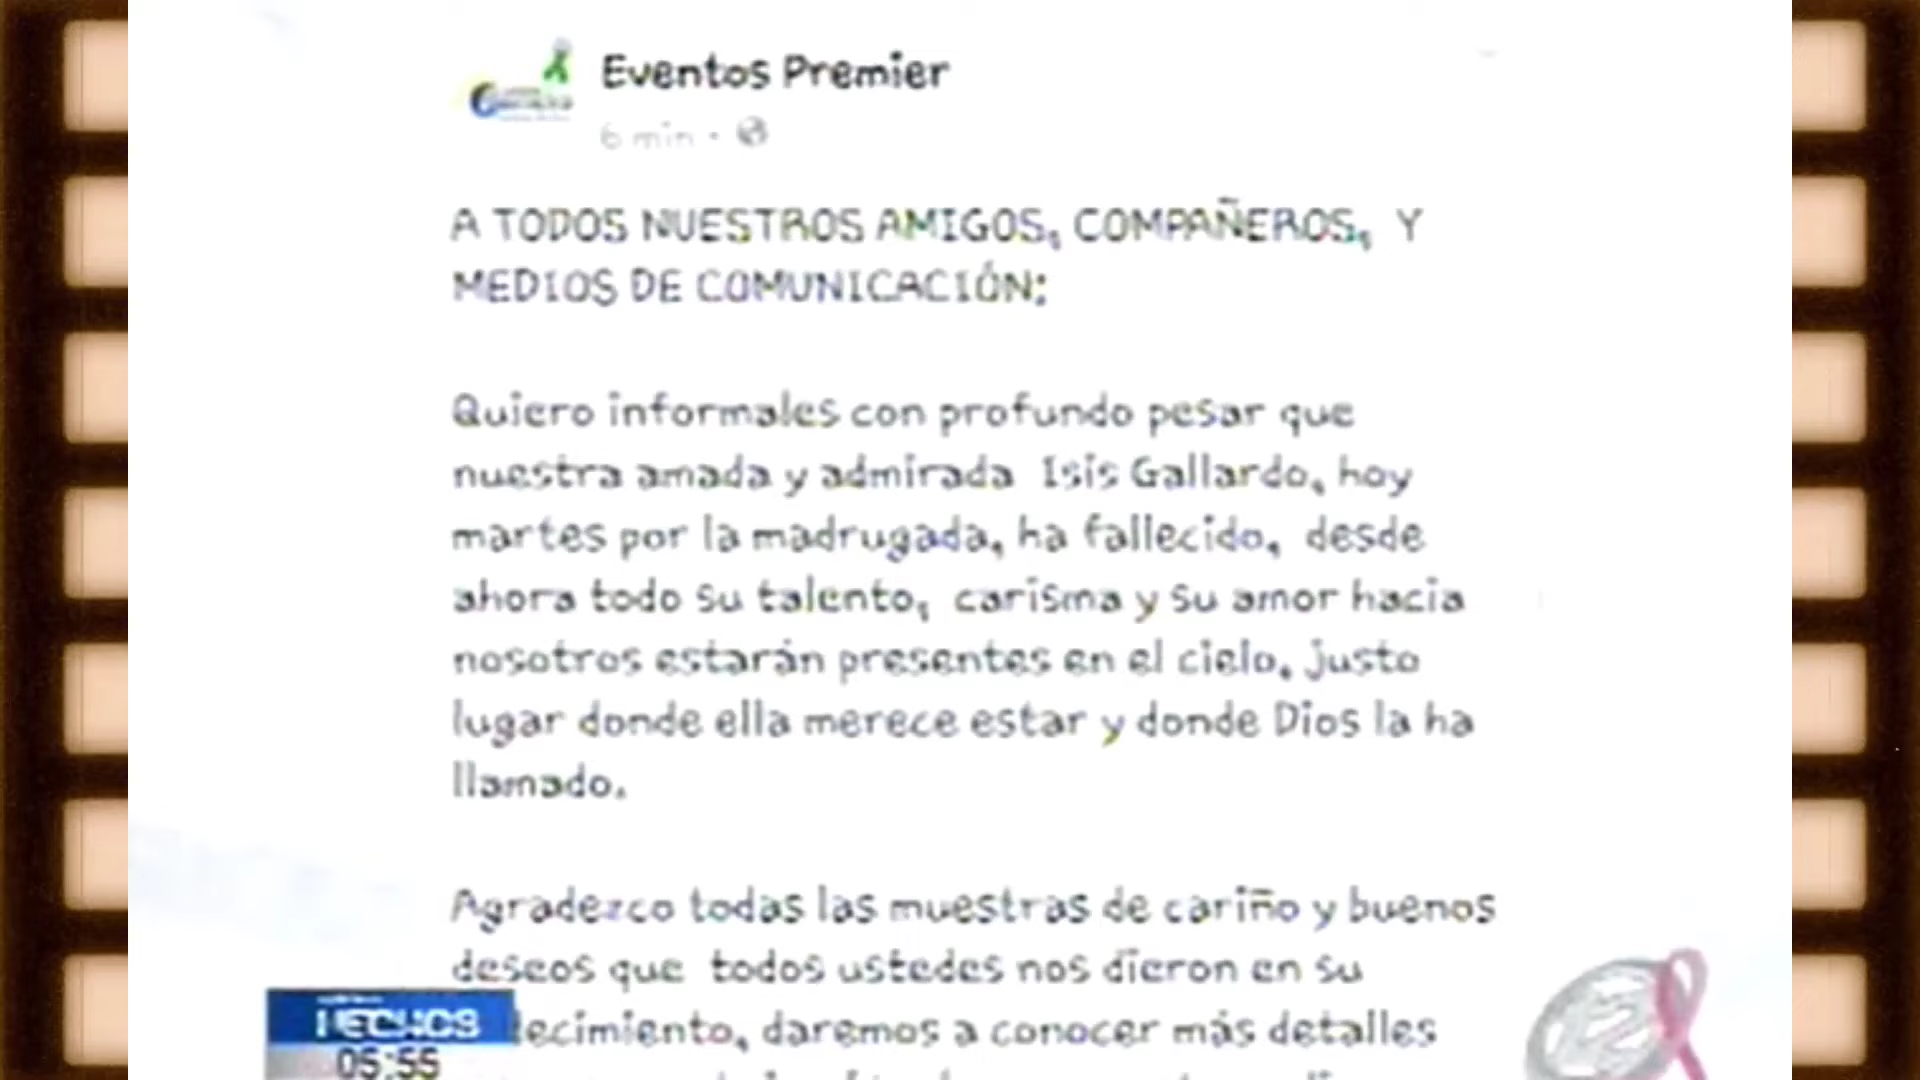 Eventos Premier
6 min
A TODOS NUESTROS AMIGOS, COMPAÑEROS, Y
MEDIOS DE COMUNICACIÓN:
Quiero informales con profundo pesar que
nuestra amada y admirada Isis Gallardo, hoy
martes por la madrugada, ha fallecido, desde
ahora todo su talento, carisma y su amor hacia
nosotros estarán presentes en el cielo, justo
lugar donde ella merece estar y donde Dios la ha
llamado.
Agradezco todas las muestras de cariño y buenos
deseos que todos ustedes nos dieron en su
lecimiento, daremos a conocer más detalles
HECHOS
05:55